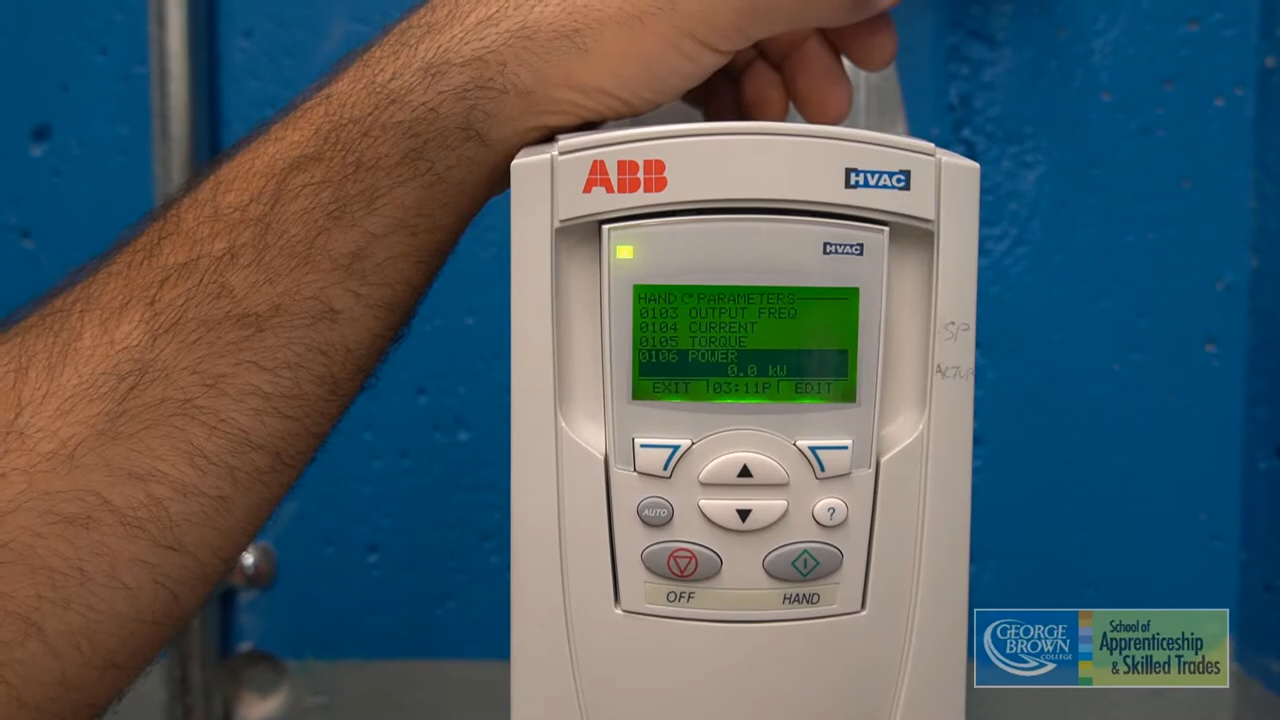 ABB
HVAC
HVAC
HAND PARAMETERS
0103 OUTPUT FREQ
0104 CURRENT
0105 TORQUE
0106 POWER
0.0 kW
EXIT 03:11P EDIT
AUTO
?
OFF HAND
SP
GEORGE BROWN COLLEGE
School of
Apprenticeship
& Skilled Trades